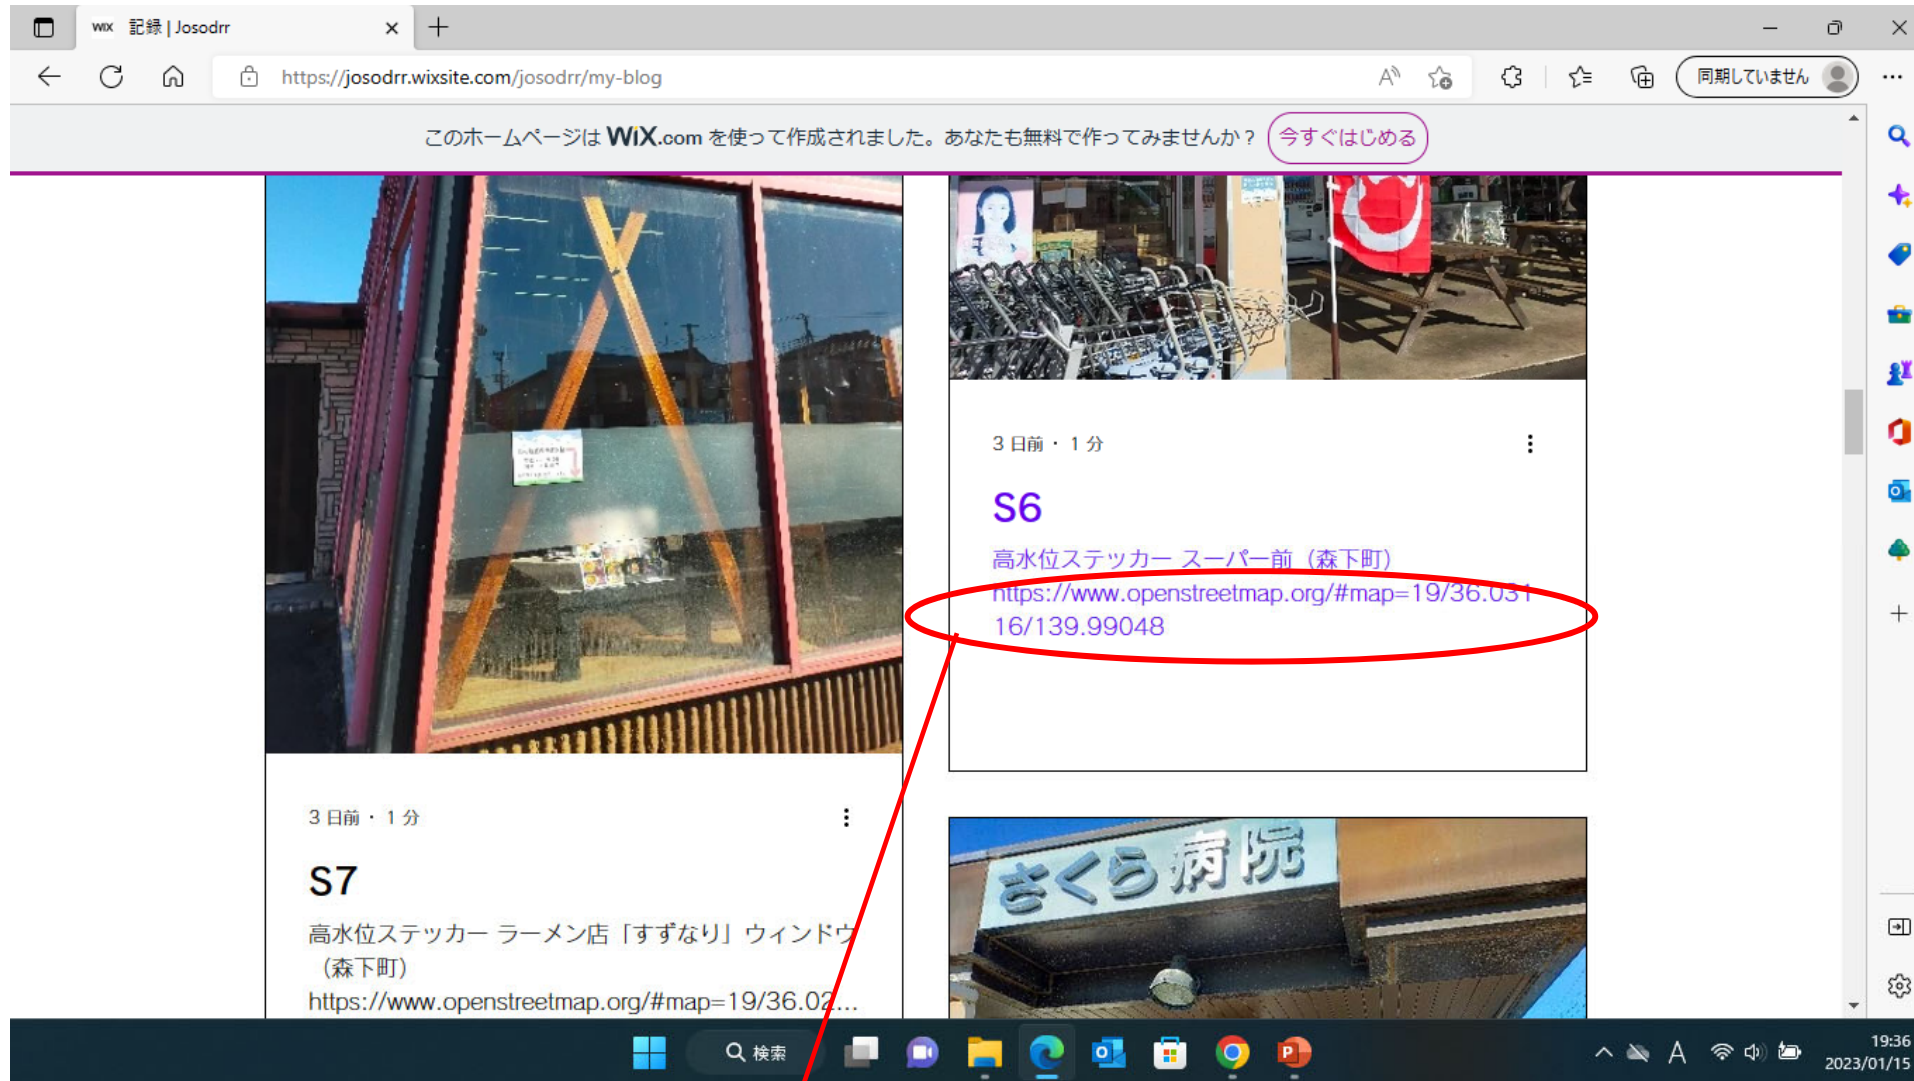 WIX 記録 | Josodrr
https://josodrr.wixsite.com/josodrr/my-blog
同期していません
このホームページは WiX.com を使って作成されました。あなたも無料で作ってみませんか？ 今すぐはじめる
3 日前 · 1 分
S6
高水位ステッカー スーパー前（森下町）
https://www.openstreetmap.org/#map=19/36.031
16/139.99048
3 日前 · 1 分
S7
高水位ステッカー ラーメン店「すずなり」ウィンドウ
（森下町）
https://www.openstreetmap.org/#map=19/36.02...
さくら病院
検索
A
19:36
2023/01/15